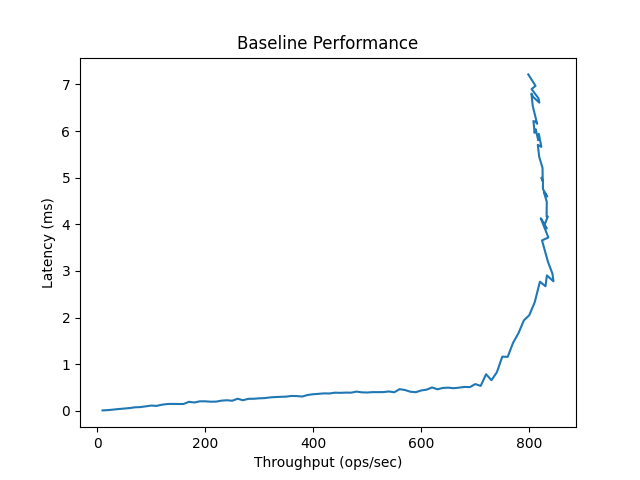 Baseline Performance
7
6
5
4
3
2
1
0
Latency (ms)
0 200 400 600 800
Throughput (ops/sec)